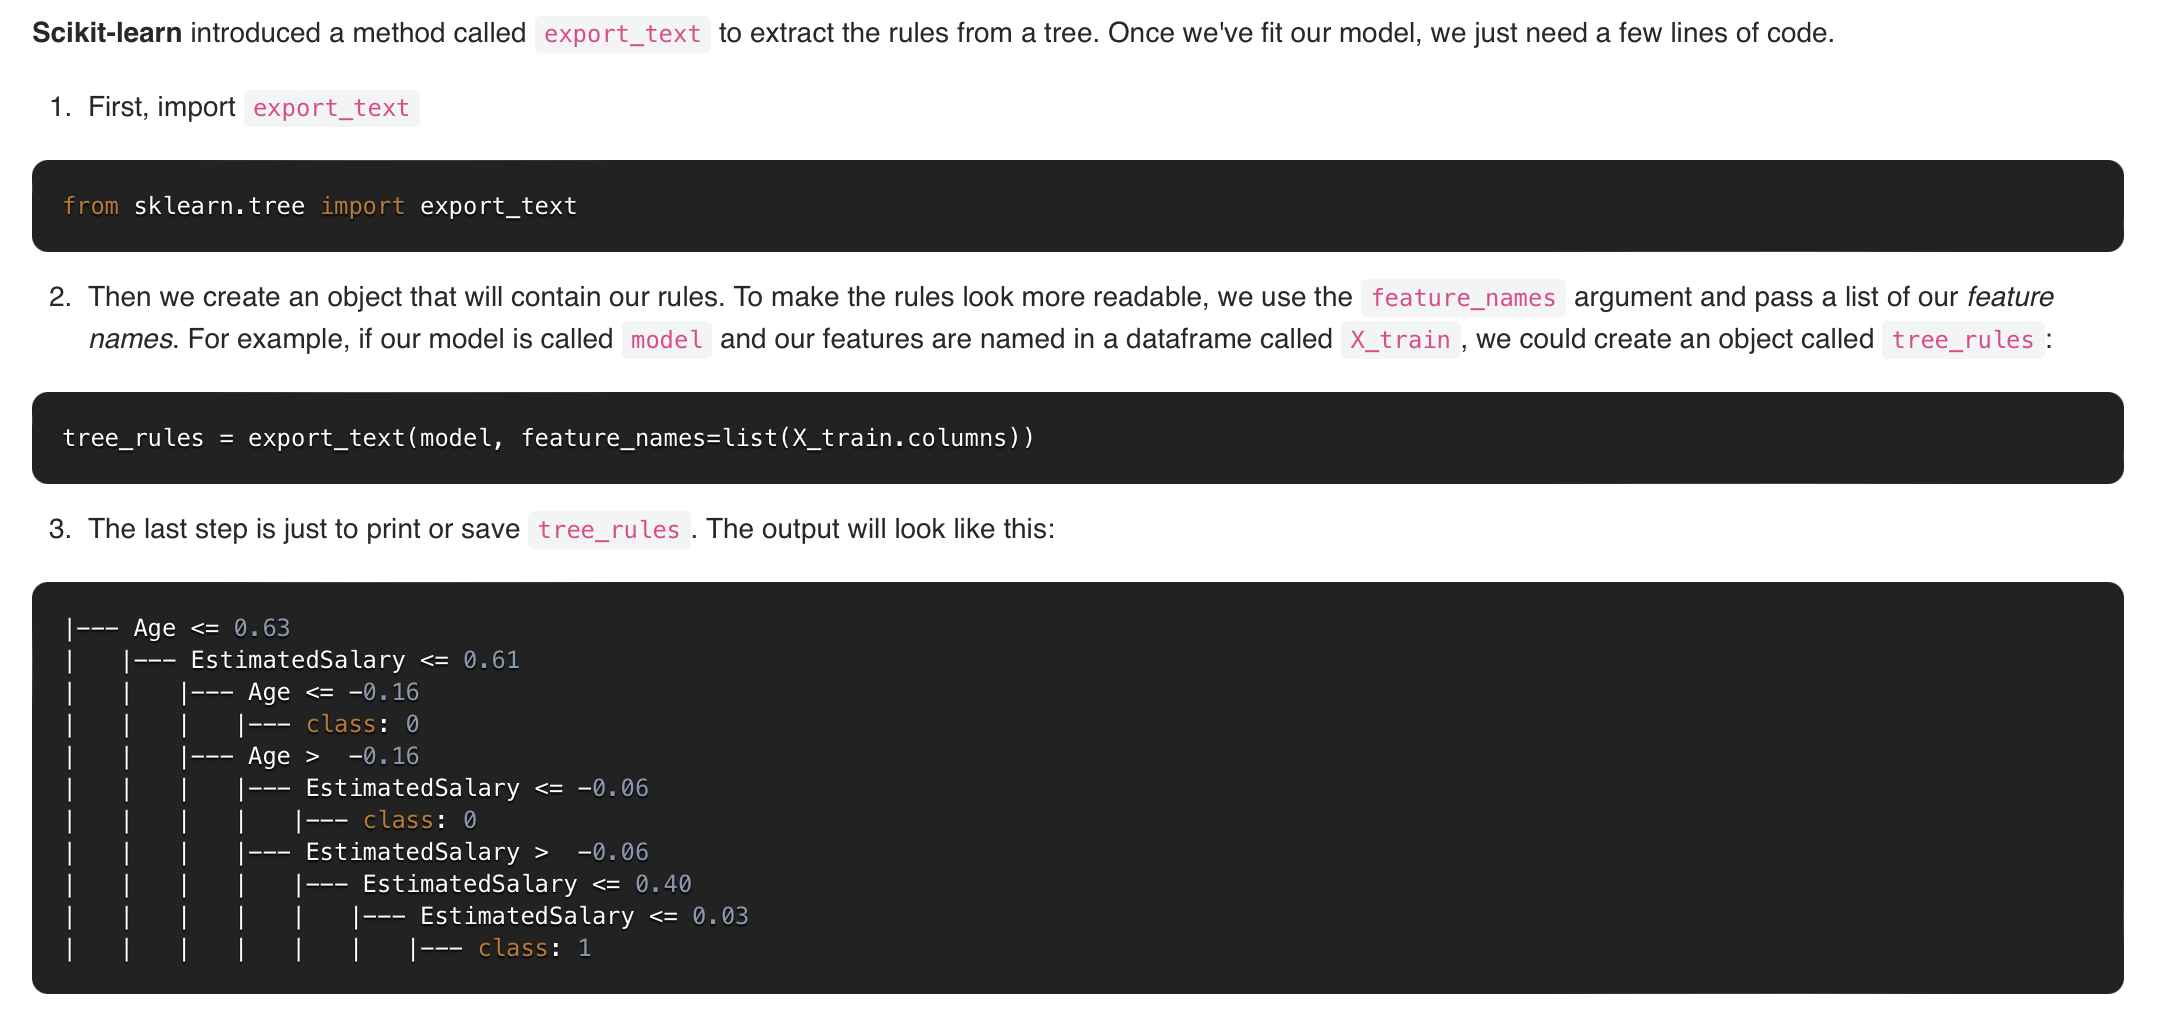 Scikit-learn introduced a method called export_text to extract the rules from a tree. Once we've fit our model, we just need a few lines of code.
1. First, import export_text
from sklearn.tree import export_text
2. Then we create an object that will contain our rules. To make the rules look more readable, we use the feature_names argument and pass a list of our feature
names. For example, if our model is called model and our features are named in a dataframe called X_train, we could create an object called tree_rules:
tree_rules = export_text(model, feature_names=list(X_train.columns))
3. The last step is just to print or save tree_rules. The output will look like this:
|--- Age <= 0.63
|   |--- EstimatedSalary <= 0.61
|   |   |--- Age <= -0.16
|   |   |   |--- class: 0
|   |   |--- Age >  -0.16
|   |   |   |--- EstimatedSalary <= -0.06
|   |   |   |   |--- class: 0
|   |   |   |--- EstimatedSalary >  -0.06
|   |   |   |   |--- EstimatedSalary <= 0.40
|   |   |   |   |   |--- EstimatedSalary <= 0.03
|   |   |   |   |   |   |--- class: 1